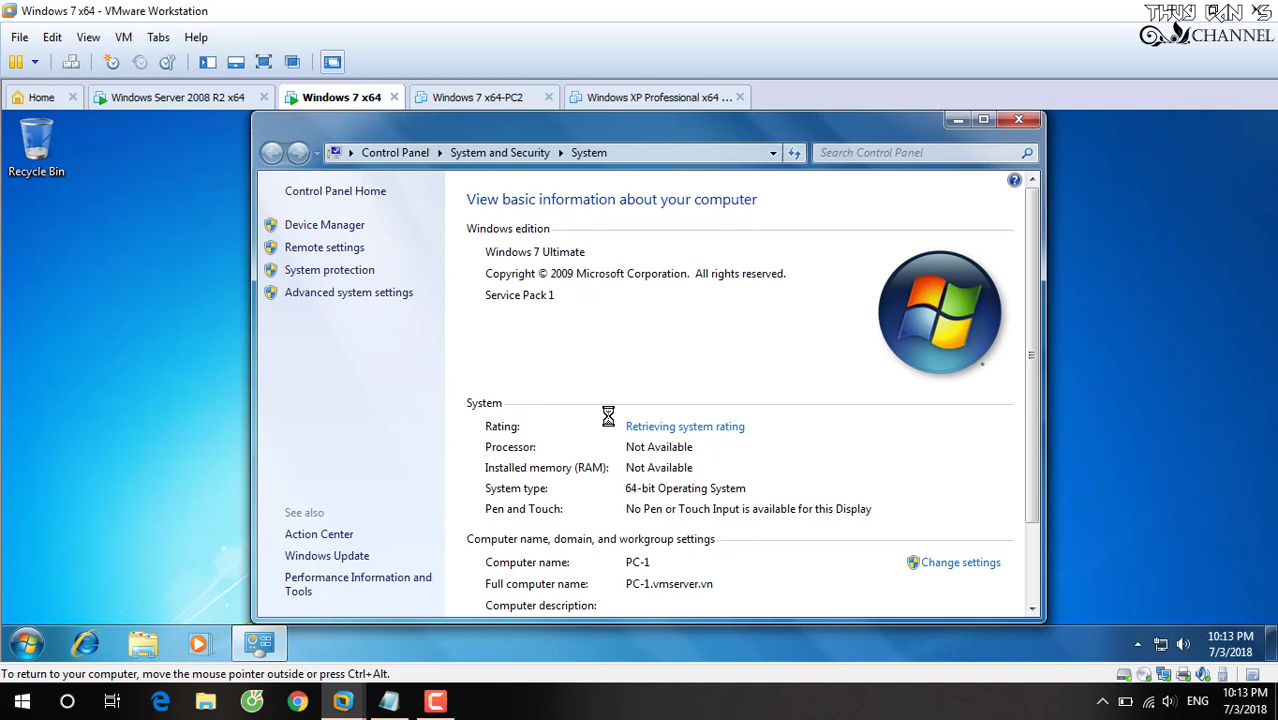 Windows 7 x64 - VMware Workstation
THUY WIN'S
CHANNEL
File Edit View VM Tabs Help
Home Windows Server 2008 R2 x64 Windows 7 x64 Windows 7 x64-PC2 Windows XP Professional x64 ...
Recycle Bin
Control Panel System and Security System Search Control Panel
Control Panel Home
Device Manager
Remote settings
System protection
Advanced system settings
See also
Action Center
Windows Update
Performance Information and
Tools
View basic information about your computer
Windows edition
Windows 7 Ultimate
Copyright © 2009 Microsoft Corporation. All rights reserved.
Service Pack 1
System
Rating: Retrieving system rating
Processor: Not Available
Installed memory (RAM): Not Available
System type: 64-bit Operating System
Pen and Touch: No Pen or Touch Input is available for this Display
Computer name, domain, and workgroup settings
Computer name: PC-1 Change settings
Full computer name: PC-1.vmserver.vn
Computer description:
10:13 PM
7/3/2018
To return to your computer, move the mouse pointer outside or press Ctrl+Alt.
ENG
10:13 PM
7/3/2018